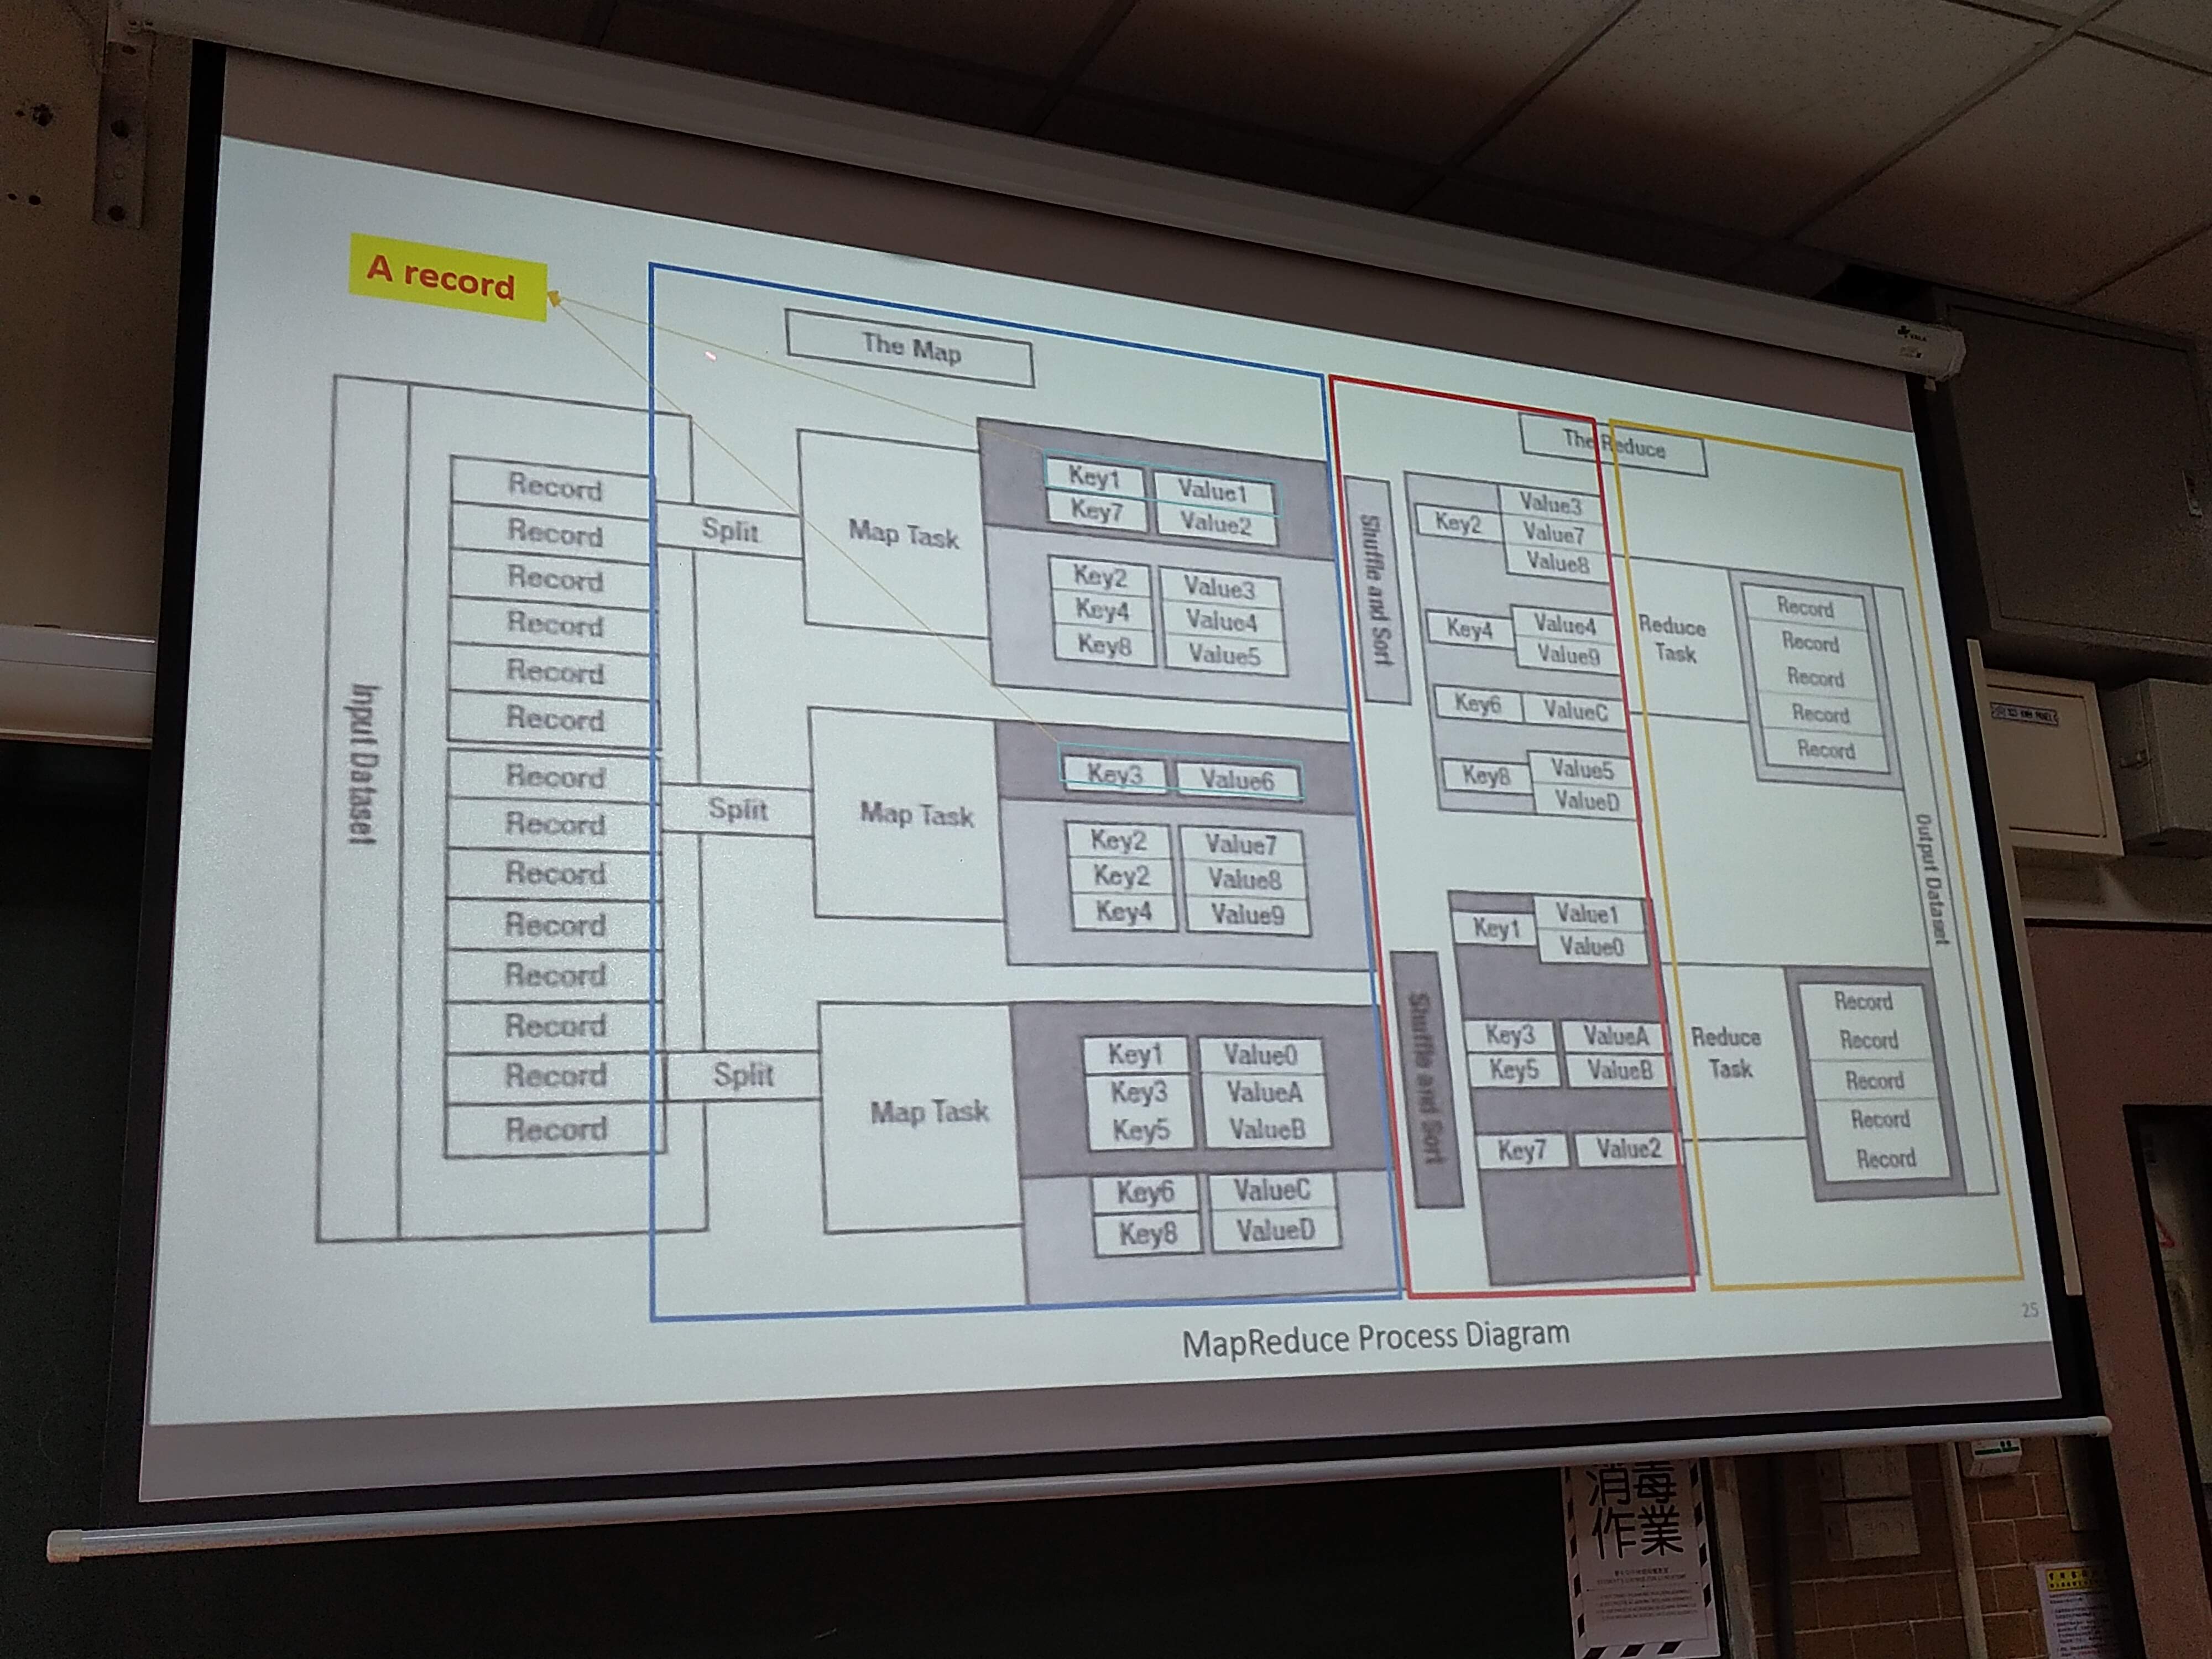 A record
The Map
The Reduce
Input Dataset
Record
Record
Record
Record
Record
Record
Record
Record
Record
Record
Record
Record
Record
Record
Split
Split
Split
Map Task
Key1 Value1
Key7 Value2
Key2 Value3
Key4 Value4
Key8 Value5
Map Task
Key3 Value6
Key2 Value7
Key2 Value8
Key4 Value9
Map Task
Key1 Value0
Key3 ValueA
Key5 ValueB
Key6 ValueC
Key8 ValueD
Shuffle and Sort
Key2 Value3
Value7
Value8
Key4 Value4
Value9
Key6 ValueC
Key8 Value5
ValueD
Shuffle and Sort
Key1 Value1
Value0
Key3 ValueA
Key5 ValueB
Key7 Value2
Reduce
Task
Record
Record
Record
Record
Record
Reduce
Task
Record
Record
Record
Record
Record
Output Dataset
MapReduce Process Diagram
25
消毒
作業